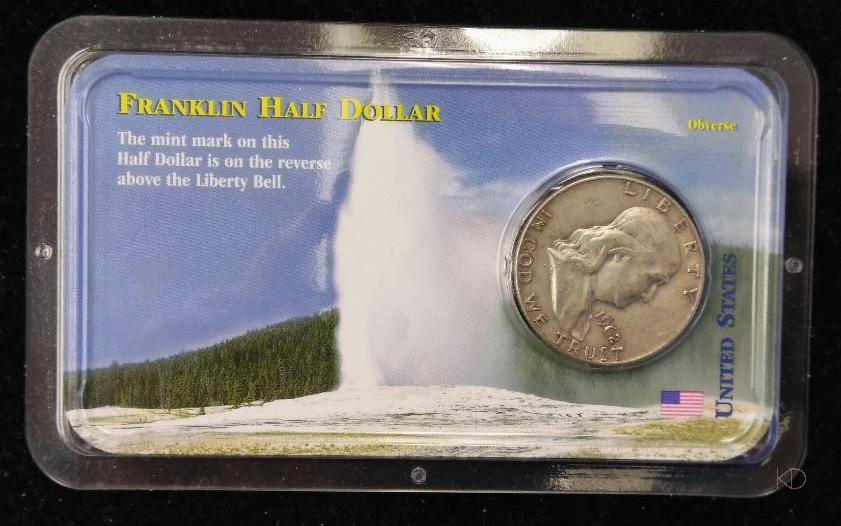 FRANKLIN HALF DOLLAR
The mint mark on this
Half Dollar is on the reverse
above the Liberty Bell.
Obverse
LIBERTY
IN GOD WE TRUST
UNITED STATES
KD